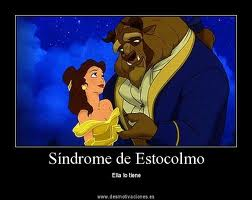 Síndrome de Estocolmo
Ella lo tiene
www.desmotivaciones.es